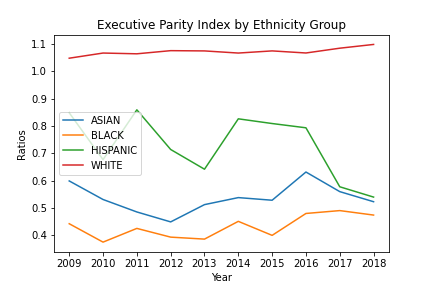 Executive Parity Index by Ethnicity Group
1.1
1.0
0.9
0.8
0.7
0.6
0.5
0.4
Ratios
ASIAN
BLACK
HISPANIC
WHITE
2009 2010 2011 2012 2013 2014 2015 2016 2017 2018
Year